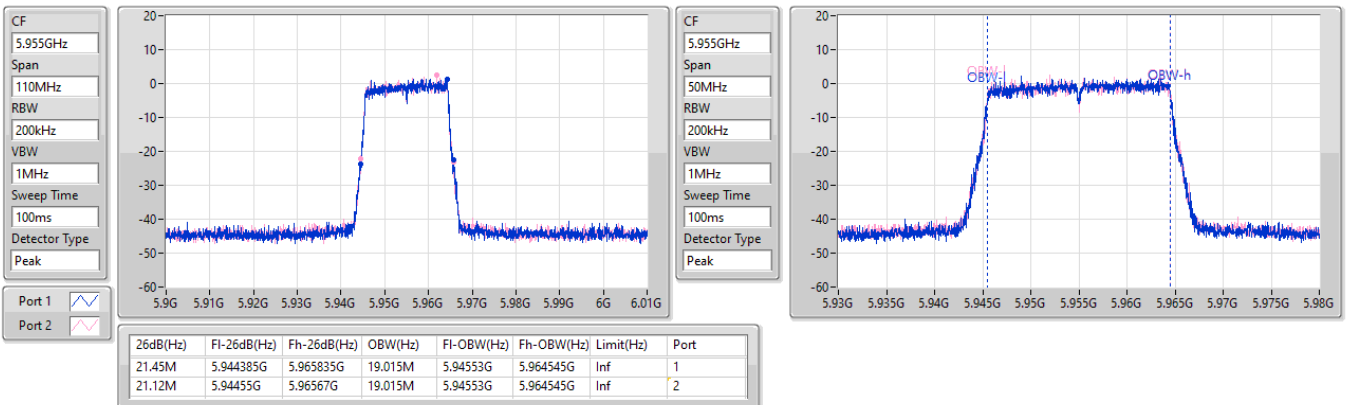 CF
5.955GHz
Span
110MHz
RBW
200kHz
VBW
1MHz
Sweep Time
100ms
Detector Type
Peak
Port 1
Port 2
20
10
0
-10
-20
-30
-40
-50
-60
5.9G 5.91G 5.92G 5.93G 5.94G 5.95G 5.96G 5.97G 5.98G 5.99G 6G 6.01G
CF
5.955GHz
Span
50MHz
RBW
200kHz
VBW
1MHz
Sweep Time
100ms
Detector Type
Peak
20
10
0
-10
-20
-30
-40
-50
-60
OBW-l
OBW-h
5.93G 5.935G 5.94G 5.945G 5.95G 5.955G 5.96G 5.965G 5.97G 5.975G 5.98G
26dB(Hz) Fl-26dB(Hz) Fh-26dB(Hz) OBW(Hz) Fl-OBW(Hz) Fh-OBW(Hz) Limit(Hz) Port
21.45M 5.944385G 5.965835G 19.015M 5.94553G 5.964545G Inf 1
21.12M 5.94455G 5.96567G 19.015M 5.94553G 5.964545G Inf 2